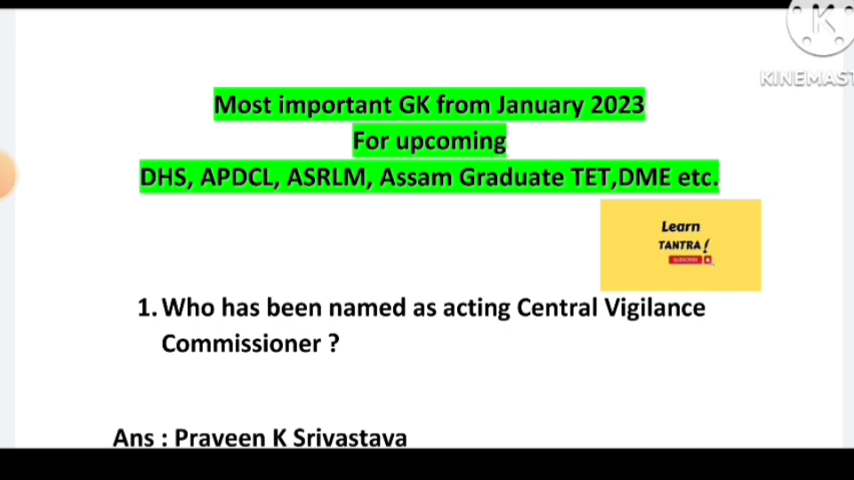 K
KINEMAST
Most important GK from January 2023
For upcoming
DHS, APDCL, ASRLM, Assam Graduate TET,DME etc.
Learn
TANTRA!
SUBSCRIBE
1. Who has been named as acting Central Vigilance
Commissioner ?
Ans : Praveen K Srivastava